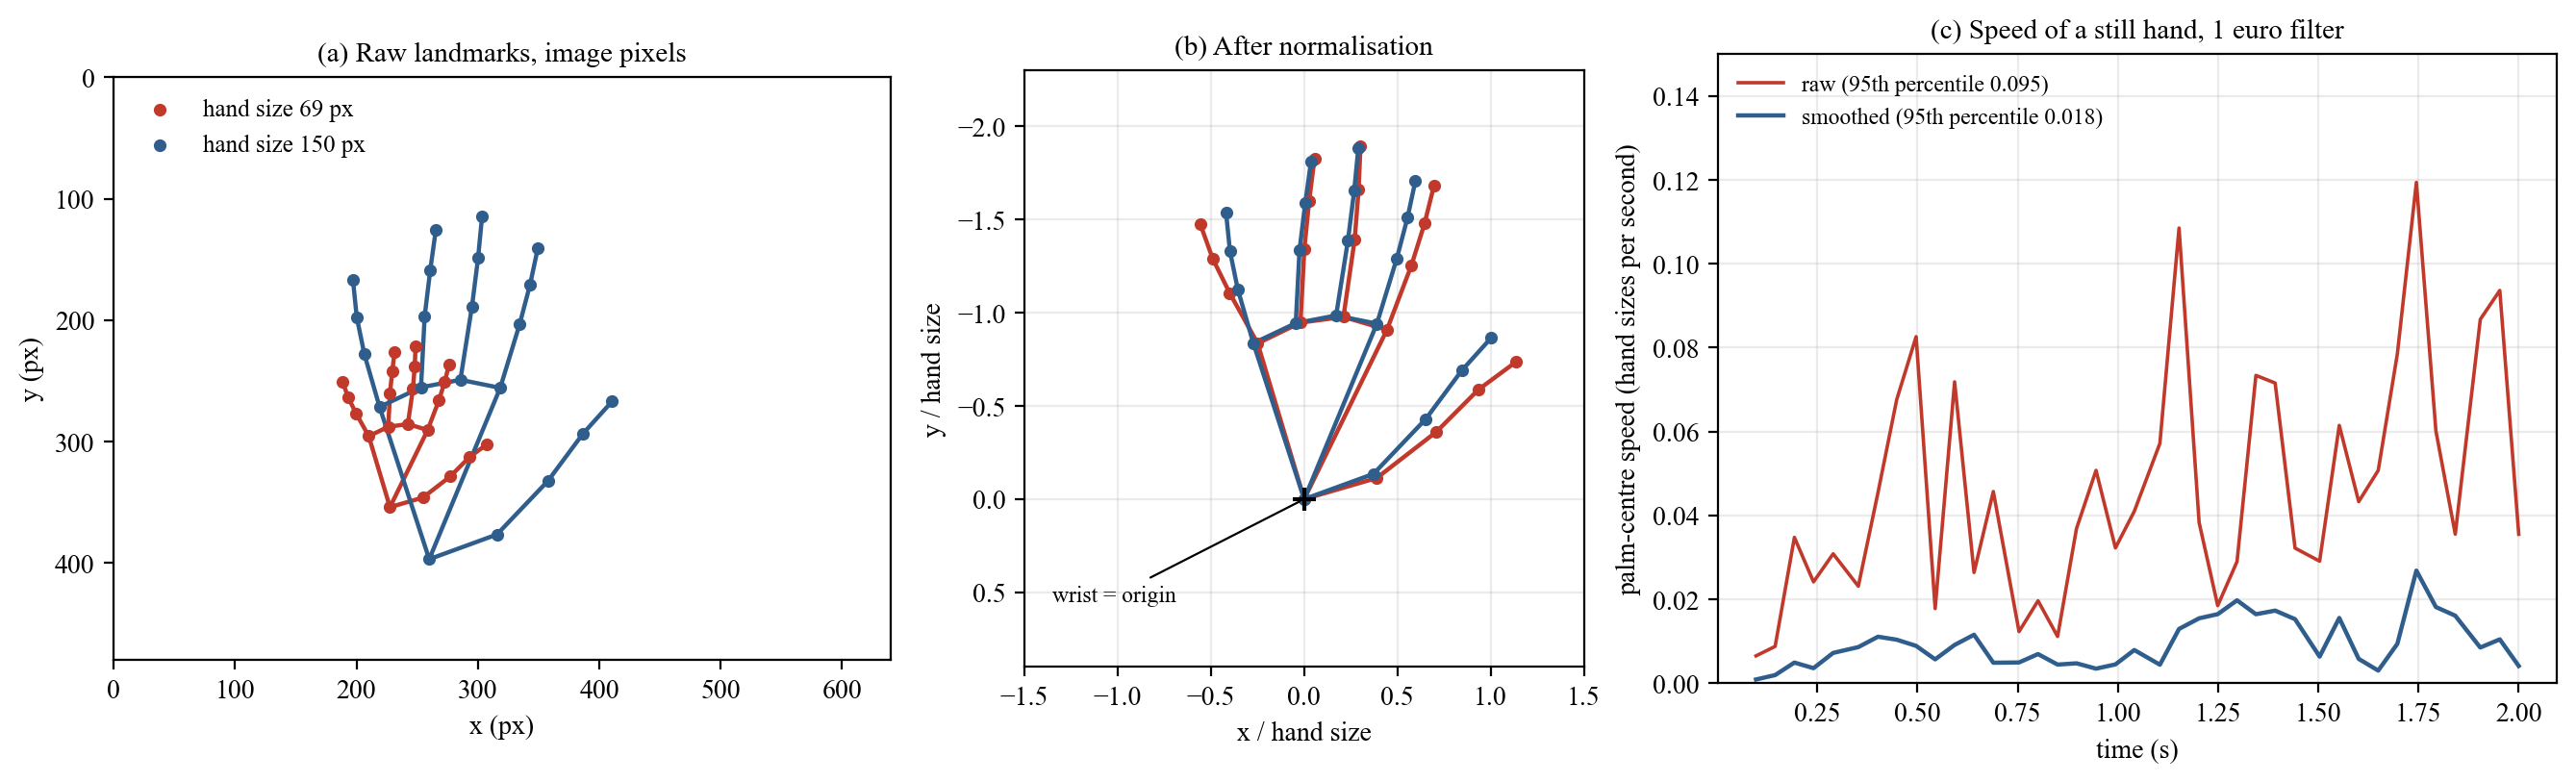 (a) Raw landmarks, image pixels
hand size 69 px
hand size 150 px
0
100
200
300
400
y (px)
0 100 200 300 400 500 600
x (px)
(b) After normalisation
−2.0
−1.5
−1.0
−0.5
0.0
0.5
y / hand size
wrist = origin
−1.5 −1.0 −0.5 0.0 0.5 1.0 1.5
x / hand size
(c) Speed of a still hand, 1 euro filter
raw (95th percentile 0.095)
smoothed (95th percentile 0.018)
0.14
0.12
0.10
0.08
0.06
0.04
0.02
0.00
palm-centre speed (hand sizes per second)
0.25 0.50 0.75 1.00 1.25 1.50 1.75 2.00
time (s)